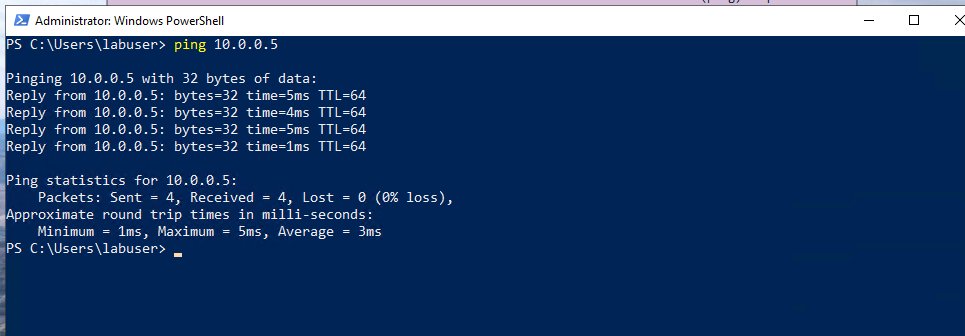 Administrator: Windows PowerShell
PS C:\Users\labuser> ping 10.0.0.5
Pinging 10.0.0.5 with 32 bytes of data:
Reply from 10.0.0.5: bytes=32 time=5ms TTL=64
Reply from 10.0.0.5: bytes=32 time=4ms TTL=64
Reply from 10.0.0.5: bytes=32 time=5ms TTL=64
Reply from 10.0.0.5: bytes=32 time=1ms TTL=64
Ping statistics for 10.0.0.5:
    Packets: Sent = 4, Received = 4, Lost = 0 (0% loss),
Approximate round trip times in milli-seconds:
    Minimum = 1ms, Maximum = 5ms, Average = 3ms
PS C:\Users\labuser>